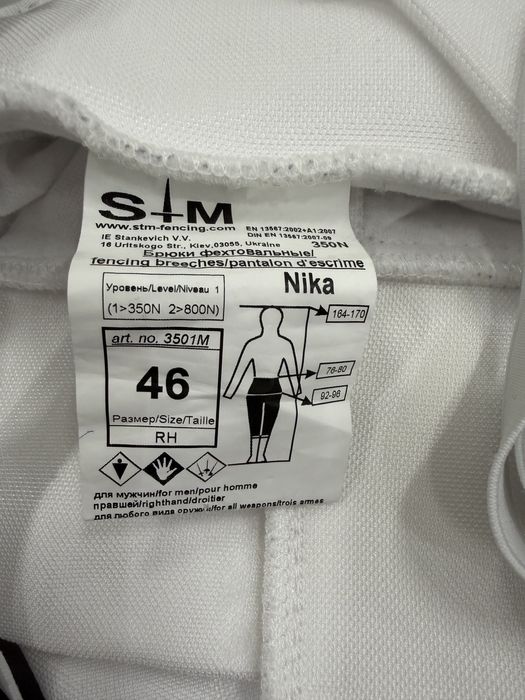 STM
www.stm-fencing.com
EN 13567:2002+A1:2007
DIN EN 13567:2007-09
IE Stankevich V.V.
16 Uritskogo Str., Kiev,03055, Ukraine
350N
Брюки фехтовальные/
fencing breeches/pantalon d'escrime
Уровень/Level/Niveau 1
(1>350N 2>800N)
Nika
164-170
art. no. 3501M
46
76-80
92-96
Размер/Size/Taille
RH
для мужчин/for men/pour homme
правшей/righthand/droitier
для любого вида оружия/for all weapons/trois armes